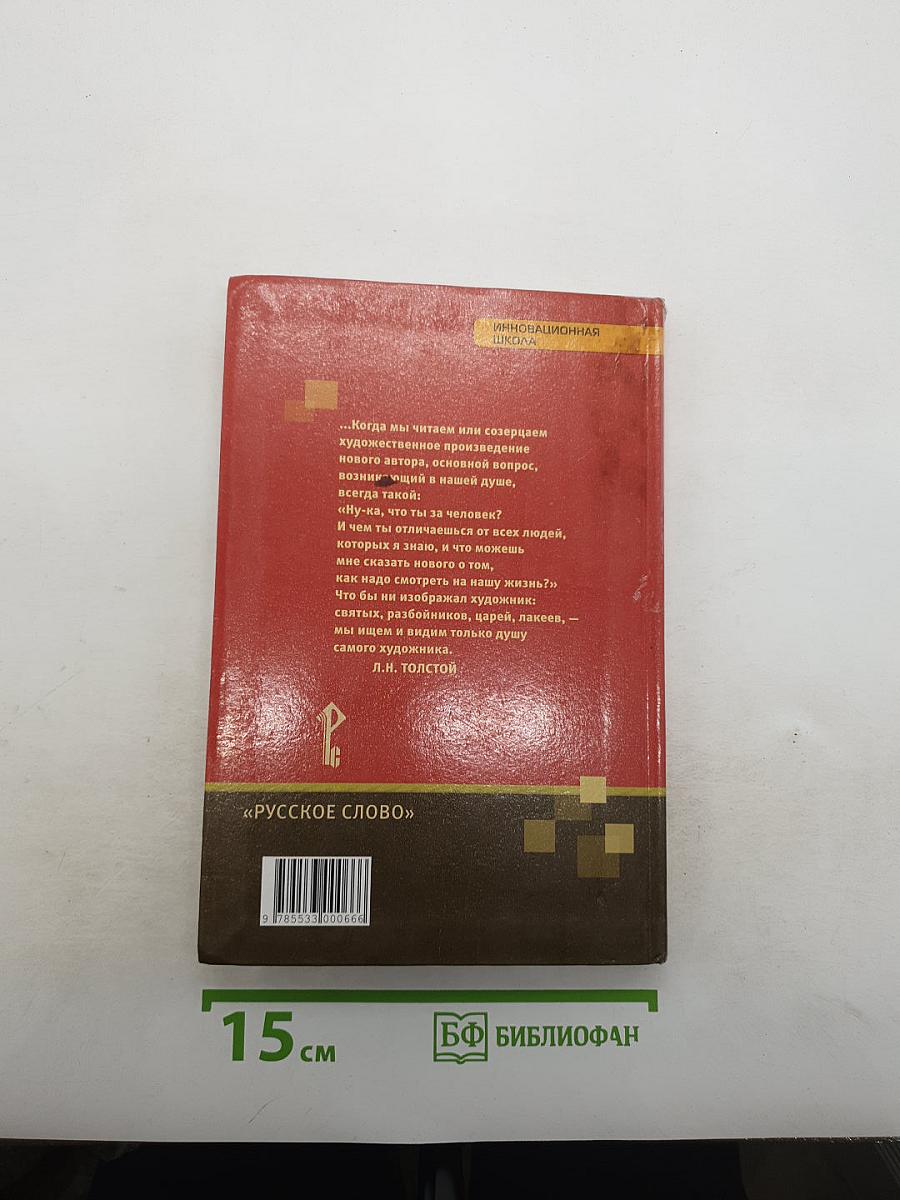 ИННОВАЦИОННАЯ
ШКОЛА
...Когда мы читаем или созерцаем
художественное произведение
нового автора, основной вопрос,
возникающий в нашей душе,
всегда такой:
«Ну-ка, что ты за человек?
И чем ты отличаешься от всех людей,
которых я знаю, и что можешь
мне сказать нового о том,
как надо смотреть на нашу жизнь?»
Что бы ни изображал художник:
святых, разбойников, царей, лакеев, —
мы ищем и видим только душу
самого художника.
Л.Н. ТОЛСТОЙ
РС
«РУССКОЕ СЛОВО»
9 785533 000666
15 см
БФ БИБЛИОФАН